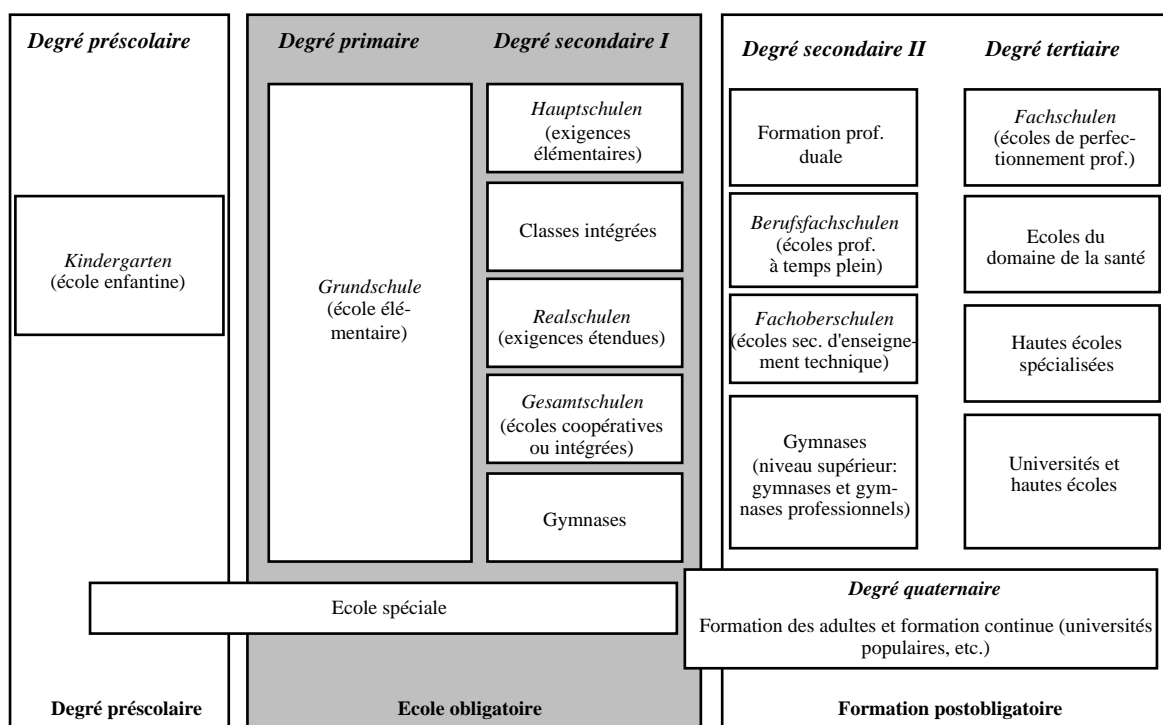 Degré préscolaire
Kindergarten
(école enfantine)
Degré primaire
Grundschule
(école élé-
mentaire)
Degré secondaire I
Hauptschulen
(exigences
élémentaires)
Classes intégrées
Realschulen
(exigences étendues)
Gesamtschulen
(écoles coopératives
ou intégrées)
Gymnases
Degré secondaire II
Formation prof.
duale
Berufsfachschulen
(écoles prof.
à temps plein)
Fachoberschulen
(écoles sec. d'enseigne-
ment technique)
Gymnases
(niveau supérieur:
gymnases et gym-
nases professionnels)
Degré tertiaire
Fachschulen
(écoles de perfec-
tionnement prof.)
Ecoles du
domaine de la santé
Hautes écoles
spécialisées
Universités et
hautes écoles
Ecole spéciale
Degré quaternaire
Formation des adultes et formation continue (universités
populaires, etc.)
Degré préscolaire
Ecole obligatoire
Formation postobligatoire